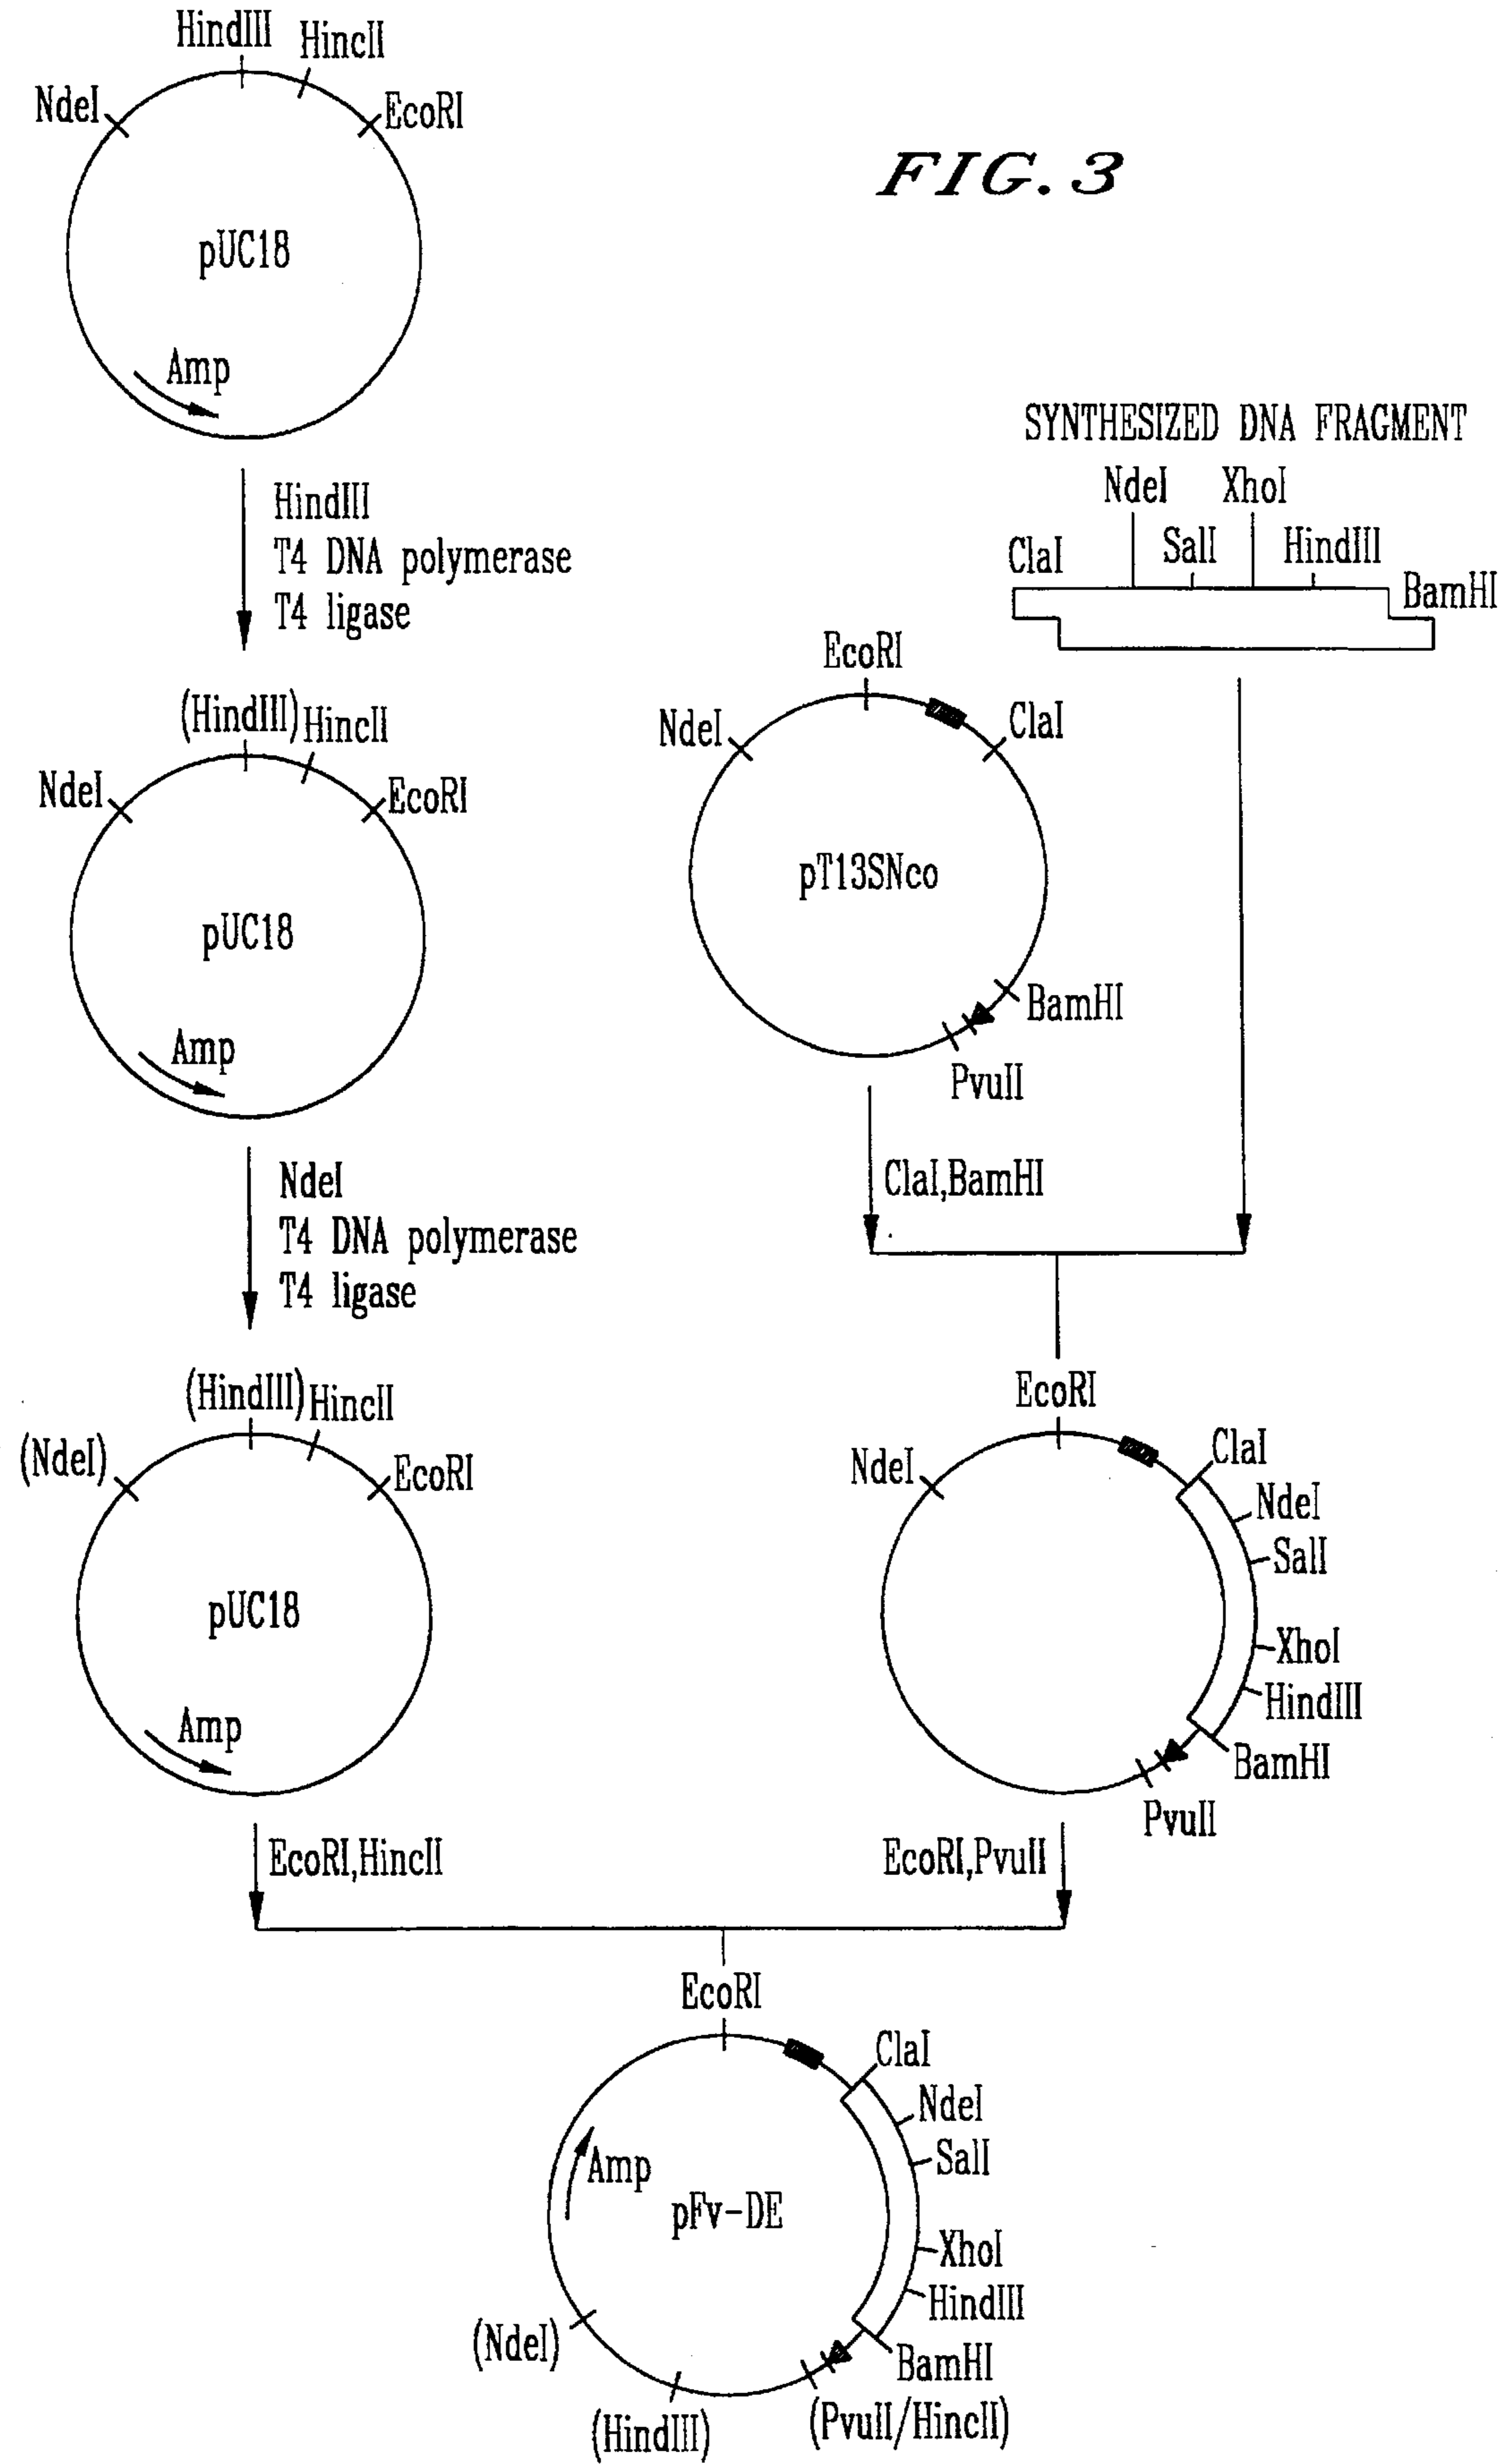 HindIII
HincII
NdeI
EcoRI
pUC18
Amp
FIG. 3
HindIII
T4 DNA polymerase
T4 ligase
SYNTHESIZED DNA FRAGMENT
NdeI
XhoI
ClaI
SalI
HindIII
BamHI
(HindIII)
HincII
NdeI
EcoRI
pUC18
Amp
EcoRI
NdeI
ClaI
pT13SNco
BamHI
PvuII
NdeI
T4 DNA polymerase
T4 ligase
ClaI,BamHI
(HindIII)
HincII
(NdeI)
EcoRI
pUC18
Amp
EcoRI
NdeI
ClaI
NdeI
SalI
XhoI
HindIII
BamHI
PvuII
EcoRI,HincII
EcoRI,PvuII
EcoRI
ClaI
NdeI
SalI
Amp
pFv-DE
XhoI
HindIII
(NdeI)
BamHI
(HindIII)
(PvuII/HincII)